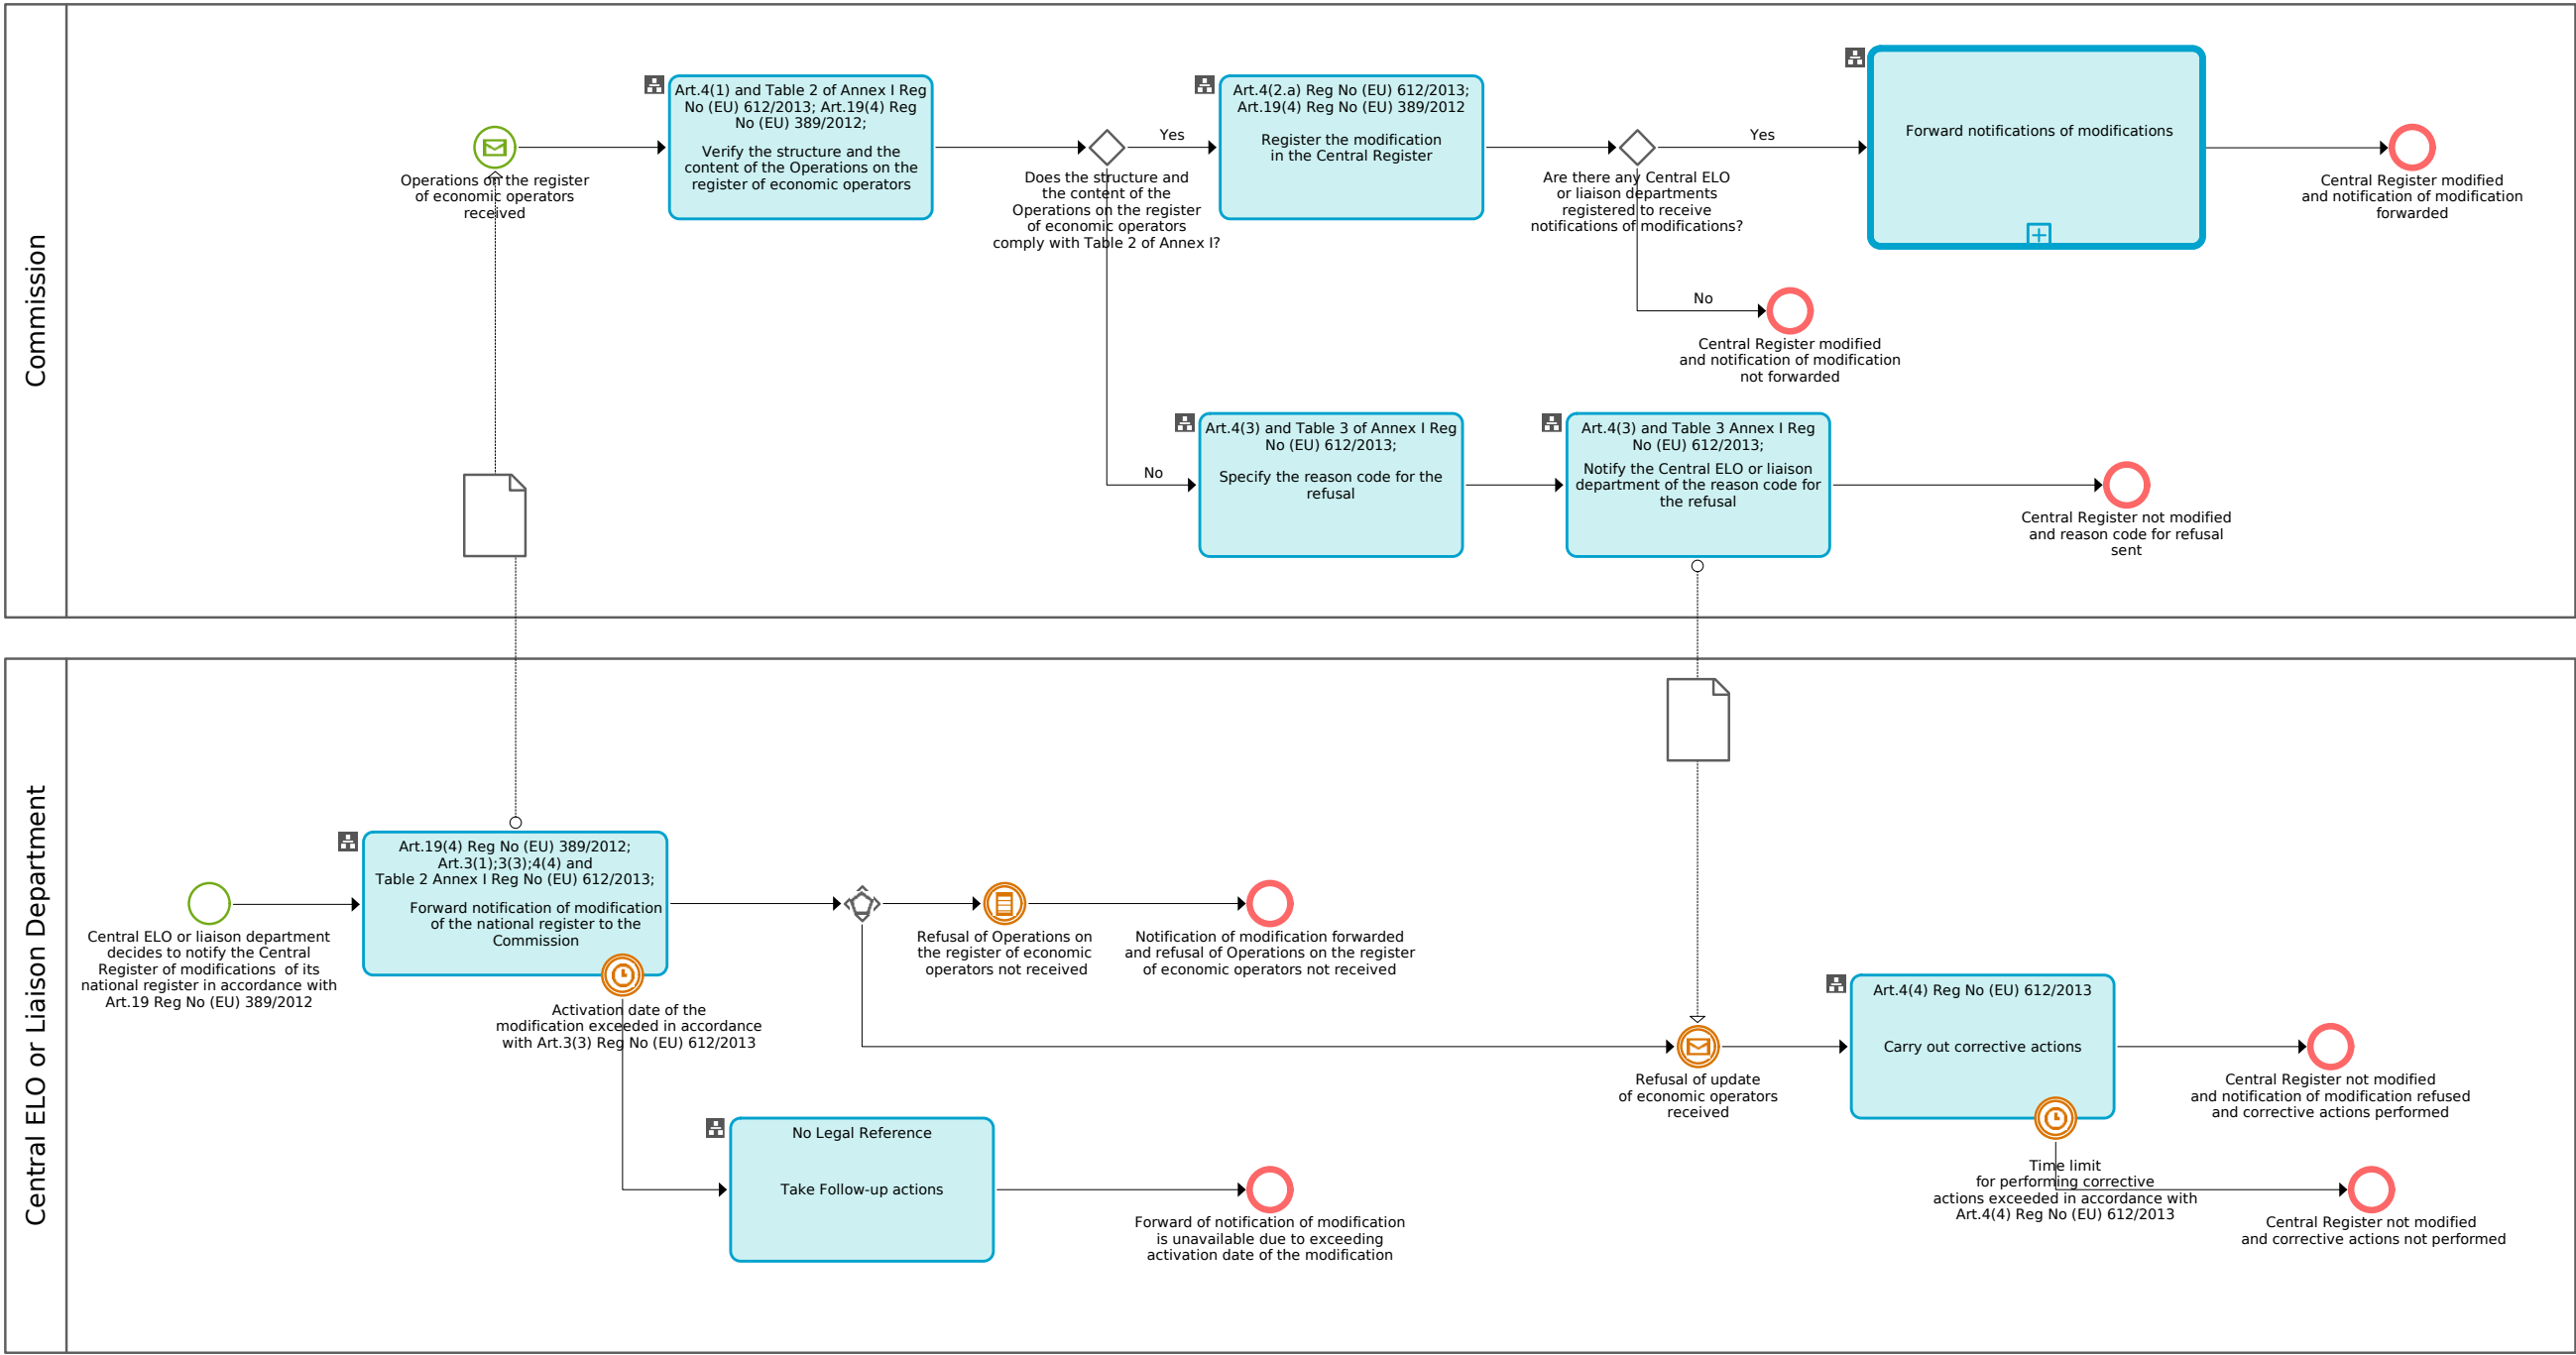 Commission
Operations on the register
of economic operators
received
Art.4(1) and Table 2 of Annex I Reg
No (EU) 612/2013; Art.19(4) Reg
No (EU) 389/2012;
Verify the structure and the
content of the Operations on the
register of economic operators
Does the structure and
the content of the
Operations on the register
of economic operators
comply with Table 2 of Annex I?
Yes
Art.4(2.a) Reg No (EU) 612/2013;
Art.19(4) Reg No (EU) 389/2012
Register the modification
in the Central Register
Are there any Central ELO
or liaison departments
registered to receive
notifications of modifications?
Yes
Forward notifications of modifications
Central Register modified
and notification of modification
forwarded
No
Central Register modified
and notification of modification
not forwarded
No
Art.4(3) and Table 3 of Annex I Reg
No (EU) 612/2013;
Specify the reason code for the
refusal
Art.4(3) and Table 3 Annex I Reg
No (EU) 612/2013;
Notify the Central ELO or liaison
department of the reason code for
the refusal
Central Register not modified
and reason code for refusal
sent
Central ELO or Liaison Department
Central ELO or liaison department
decides to notify the Central
Register of modifications  of its
national register in accordance with
Art.19 Reg No (EU) 389/2012
Art.19(4) Reg No (EU) 389/2012;
Art.3(1);3(3);4(4) and
Table 2 Annex I Reg No (EU) 612/2013;
Forward notification of modification
of the national register to the
Commission
Activation date of the
modification exceeded in accordance
with Art.3(3) Reg No (EU) 612/2013
Refusal of Operations on
the register of economic
operators not received
Notification of modification forwarded
and refusal of Operations on the register
of economic operators not received
Refusal of update
of economic operators
received
Art.4(4) Reg No (EU) 612/2013
Carry out corrective actions
Central Register not modified
and notification of modification refused
and corrective actions performed
Time limit
for performing corrective
actions exceeded in accordance with
Art.4(4) Reg No (EU) 612/2013
Central Register not modified
and corrective actions not performed
No Legal Reference
Take Follow-up actions
Forward of notification of modification
is unavailable due to exceeding
activation date of the modification